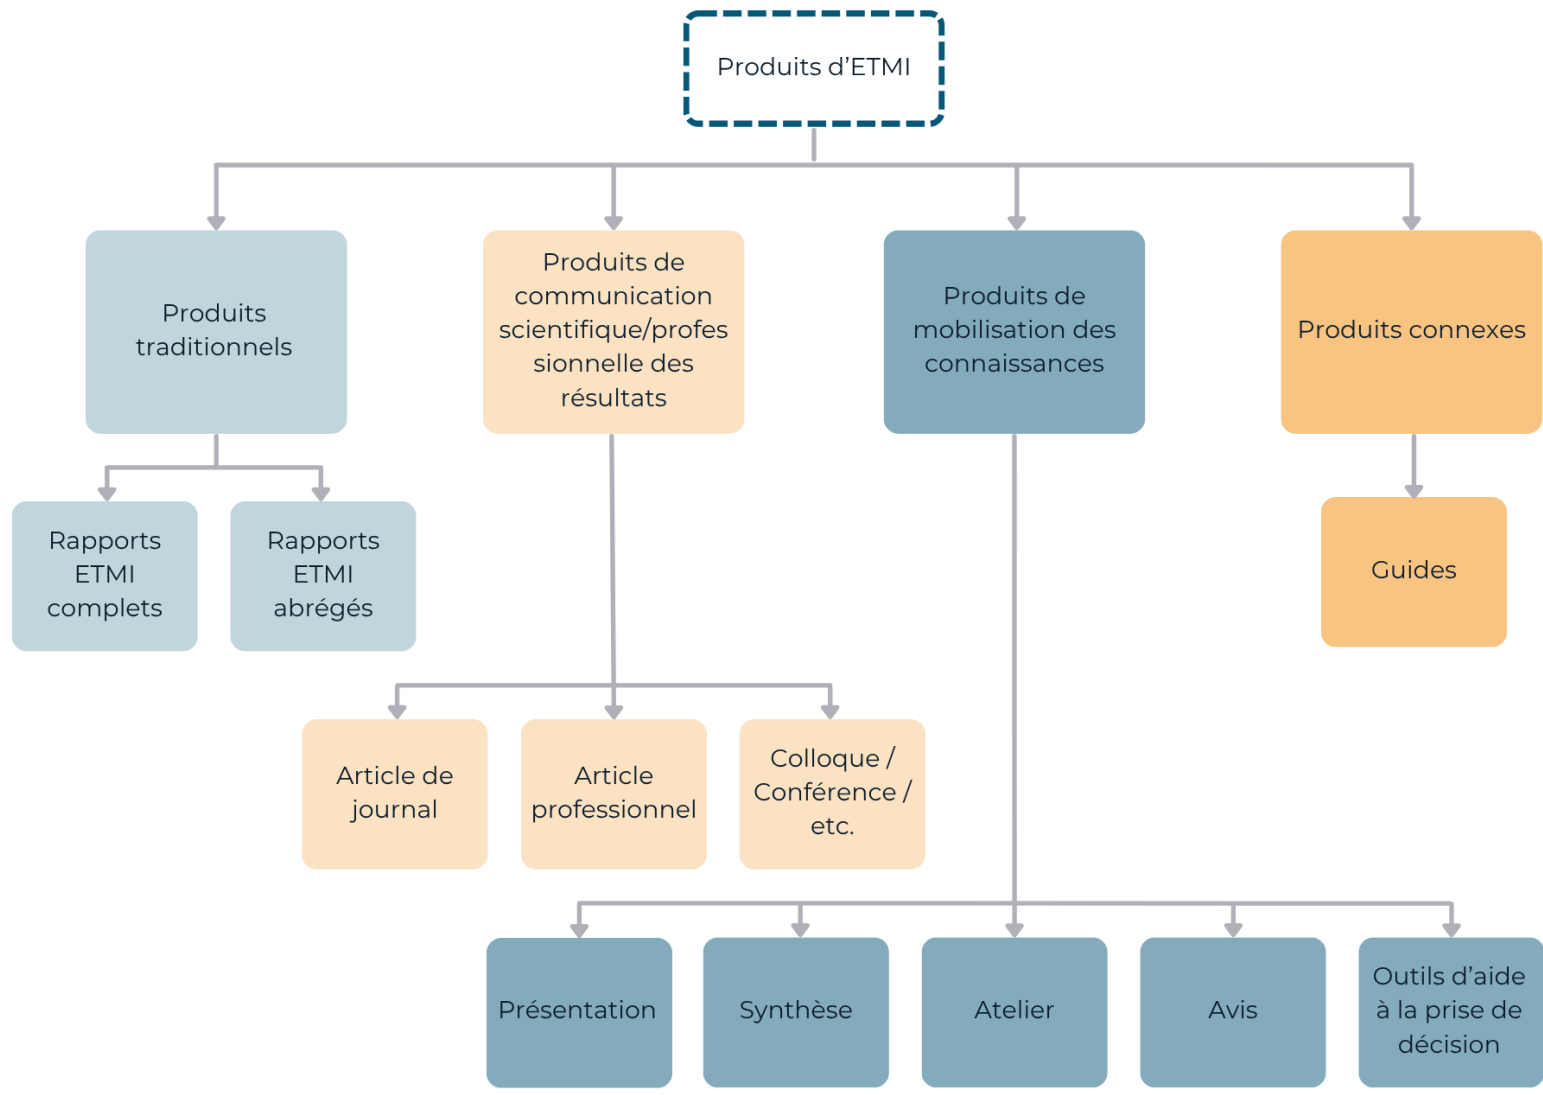 Produits d’ETMI
Produits
traditionnels
Produits de
communication
scientifique/profes
sionnelle des
résultats
Produits de
mobilisation des
connaissances
Produits connexes
Rapports
ETMI
complets
Rapports
ETMI
abrégés
Guides
Article de
journal
Article
professionnel
Colloque /
Conférence /
etc.
Présentation
Synthèse
Atelier
Avis
Outils d’aide
à la prise de
décision